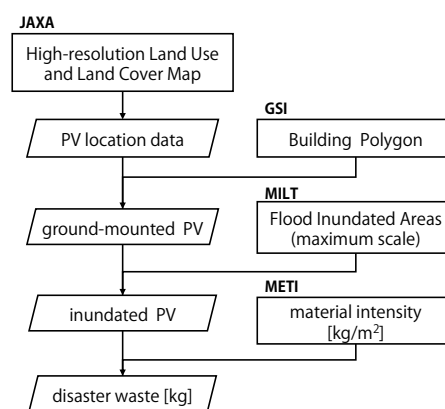 JAXA
High-resolution Land Use
and Land Cover Map
GSI
PV location data
Building Polygon
MILT
ground-mounted PV
Flood Inundated Areas
(maximum scale)
METI
inundated PV
material intensity
[kg/m²]
disaster waste [kg]